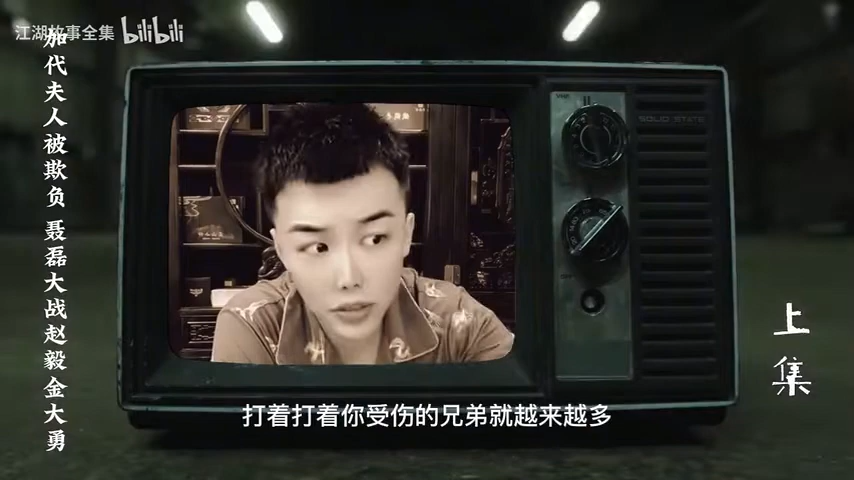 江湖故事全集 bilibili
加代夫人被欺负 聂磊大战赵毅金大勇
SOLID STATE
上集
打着打着你受伤的兄弟就越来越多